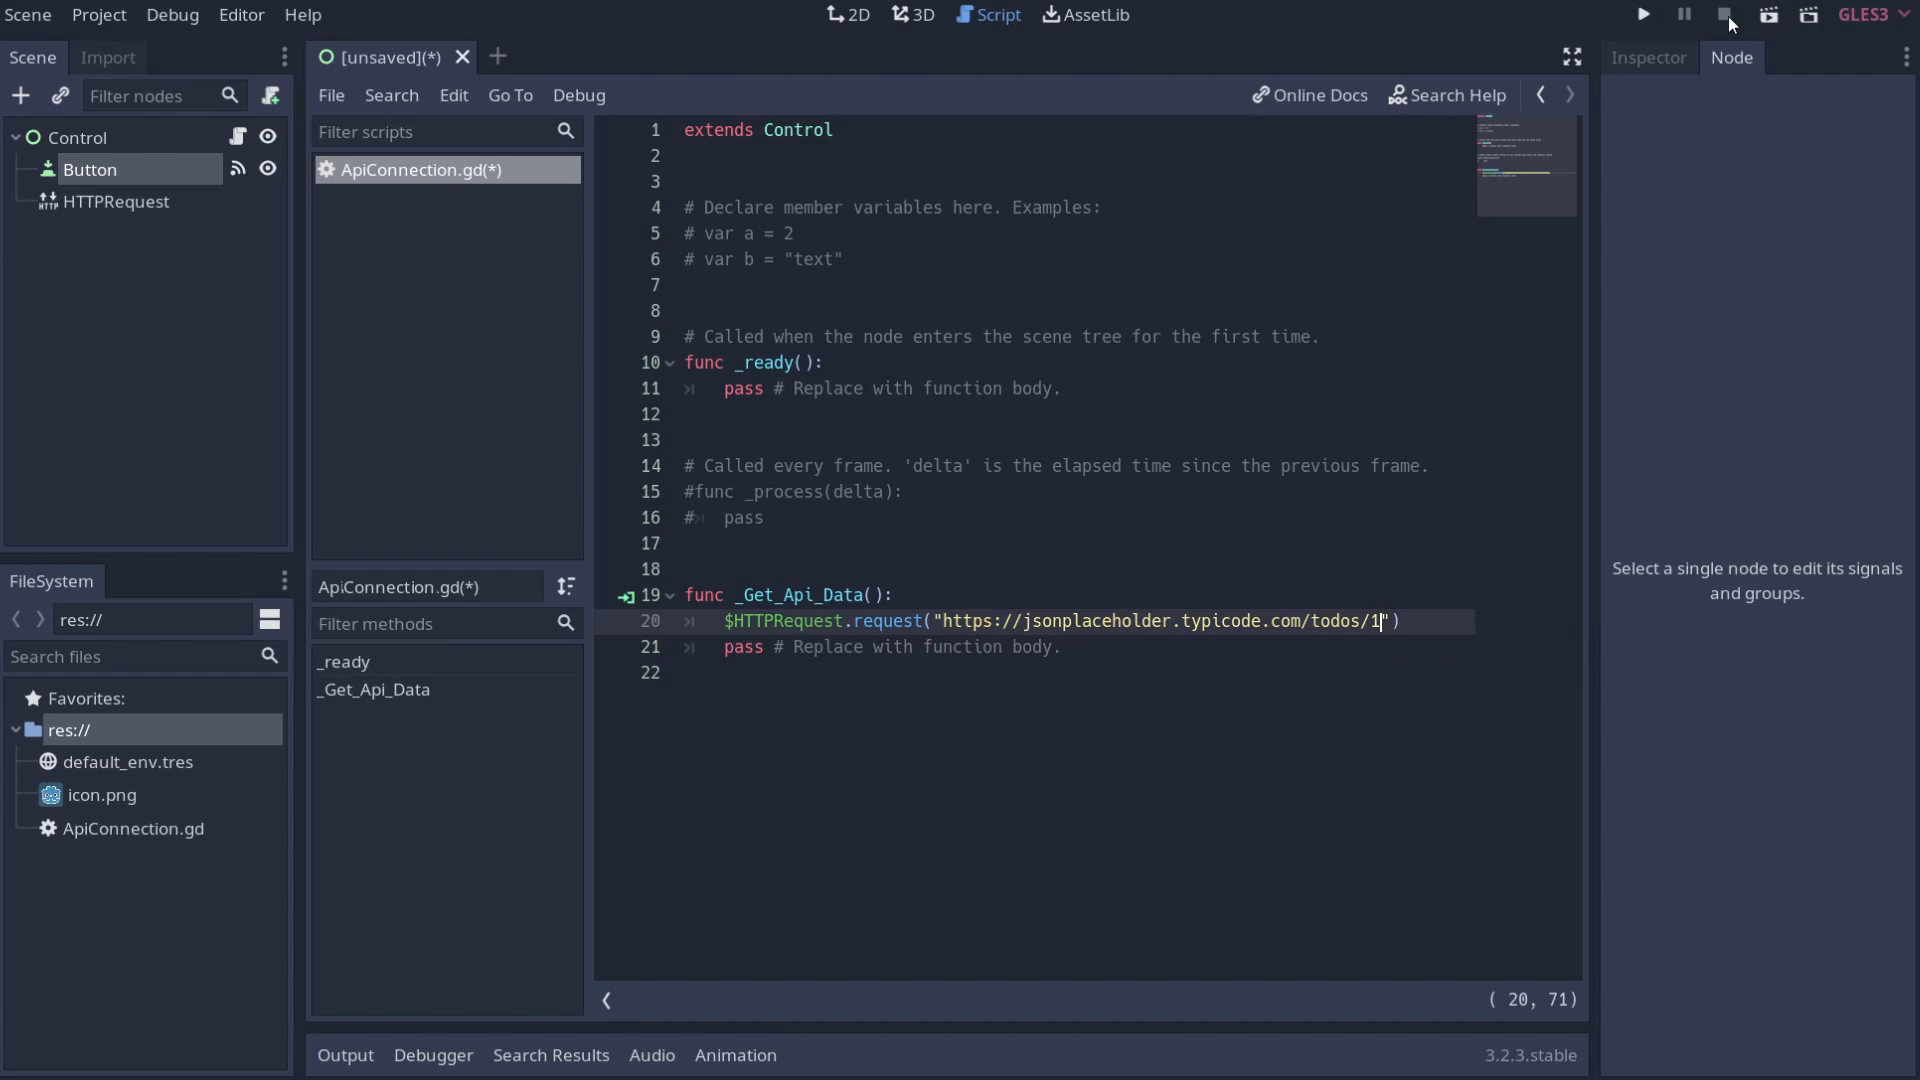 Scene Project Debug Editor Help
2D 3D Script AssetLib
GLES3
Scene Import
Filter nodes
Control
Button
HTTP HTTPRequest
FileSystem
res://
Search files
Favorites:
res://
default_env.tres
icon.png
ApiConnection.gd
[unsaved](*)
File Search Edit Go To Debug
Online Docs Search Help
Filter scripts
ApiConnection.gd(*)
ApiConnection.gd(*)
Filter methods
_ready
_Get_Api_Data
1 extends Control
2
3
4 # Declare member variables here. Examples:
5 # var a = 2
6 # var b = "text"
7
8
9 # Called when the node enters the scene tree for the first time.
10 func _ready():
11 pass # Replace with function body.
12
13
14 # Called every frame. 'delta' is the elapsed time since the previous frame.
15 #func _process(delta):
16 # pass
17
18
19 func _Get_Api_Data():
20 $HTTPRequest.request("https://jsonplaceholder.typicode.com/todos/1")
21 pass # Replace with function body.
22
( 20, 71)
Output Debugger Search Results Audio Animation
3.2.3.stable
Inspector Node
Select a single node to edit its signals
and groups.